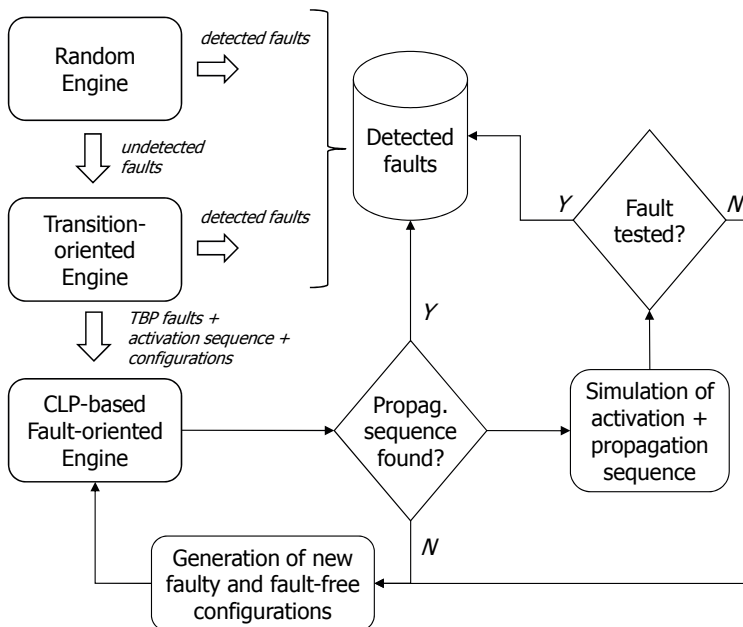 Random
Engine
detected faults
undetected
faults
Transition-
oriented
Engine
detected faults
TBP faults +
activation sequence +
configurations
CLP-based
Fault-oriented
Engine
Detected
faults
Y
Propag.
sequence
found?
N
Generation of new
faulty and fault-free
configurations
Simulation of
activation +
propagation
sequence
Fault
tested?
Y
N